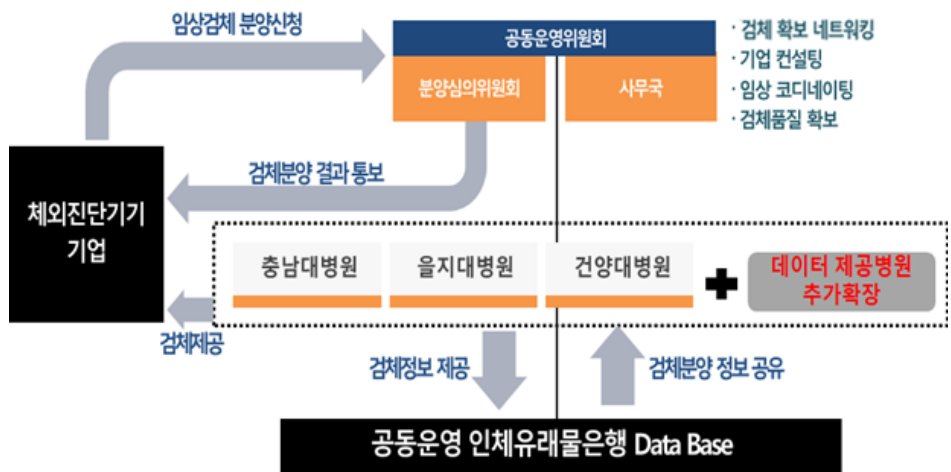 임상검체 분양신청
공동운영위원회
분양심의위원회
사무국
· 검체 확보 네트워킹
· 기업 컨설팅
· 임상 코디네이팅
· 검체품질 확보
검체분양 결과 통보
체외진단기기
기업
충남대병원
을지대병원
건양대병원
데이터 제공병원
추가확장
검체제공
검체정보 제공
검체분양 정보 공유
공동운영 인체유래물은행 Data Base